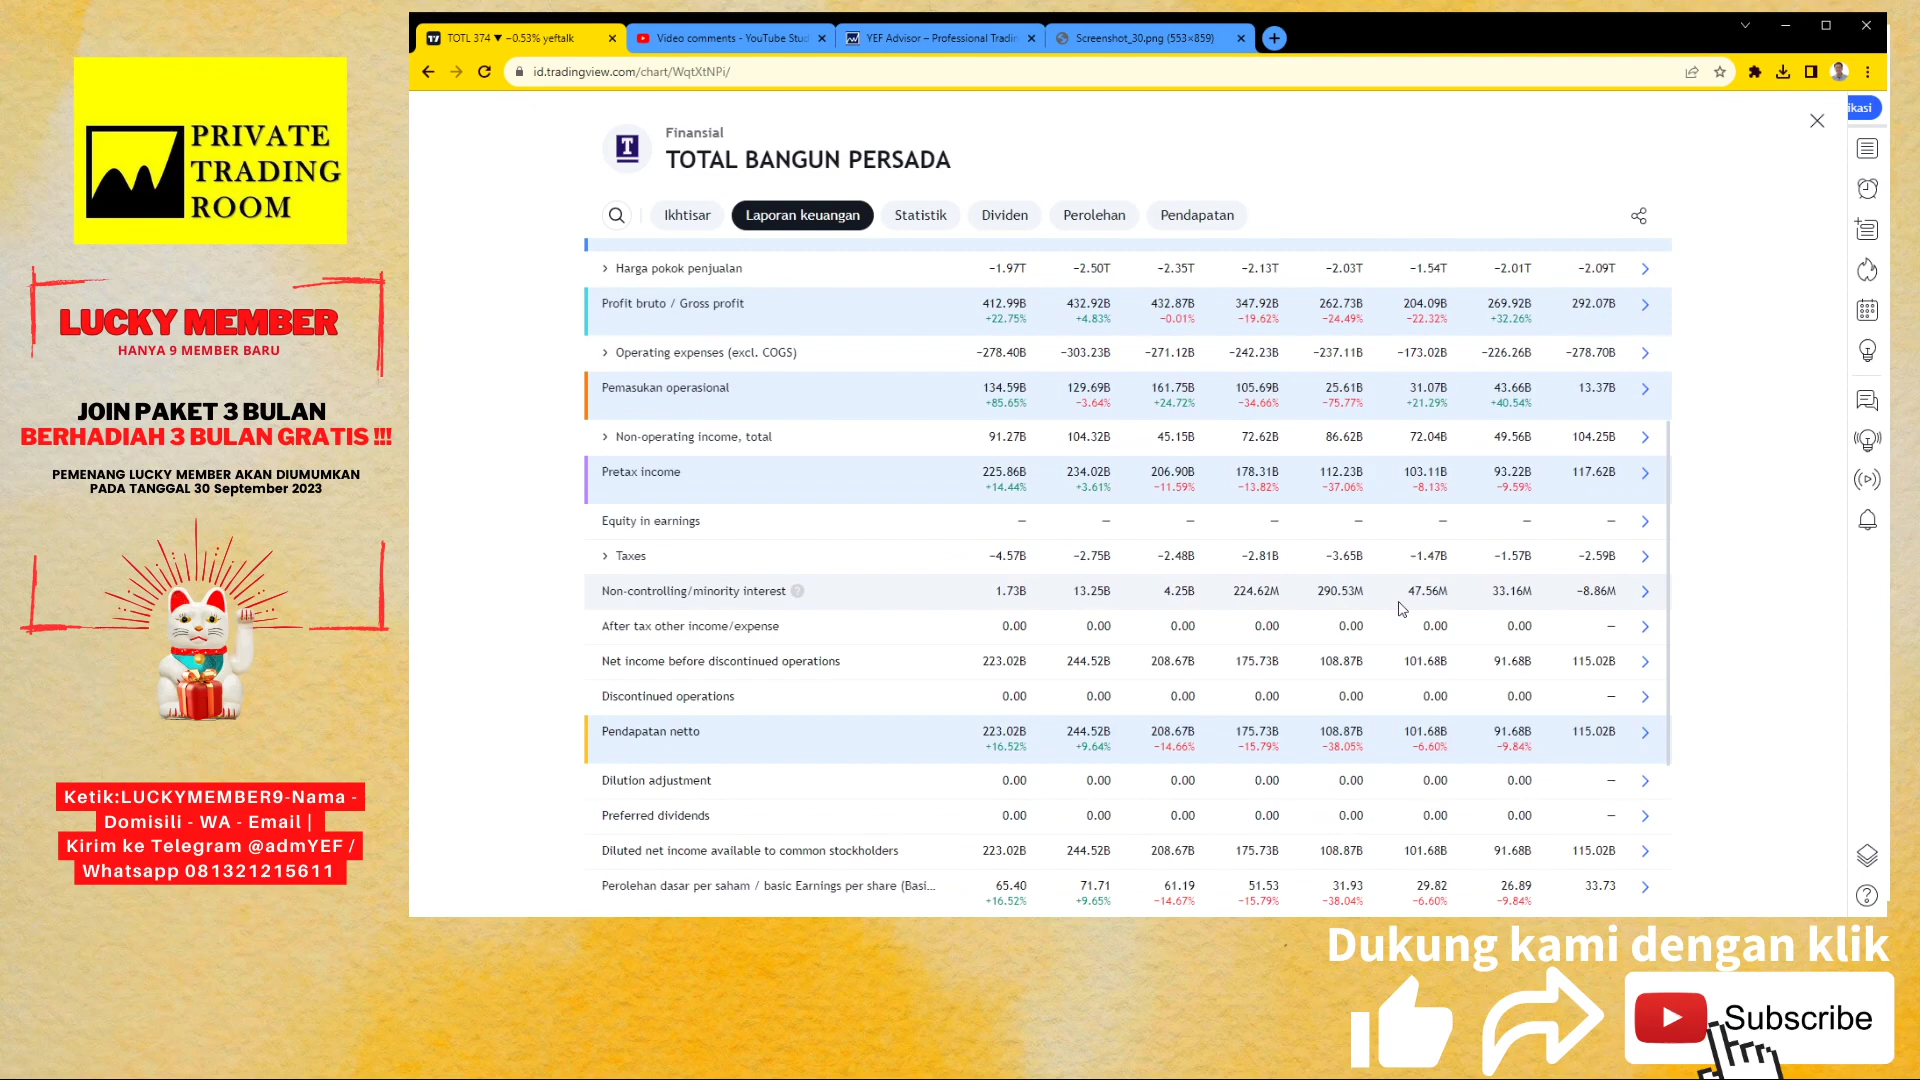 PRIVATE
TRADING
ROOM
LUCKY MEMBER
HANYA 9 MEMBER BARU
JOIN PAKET 3 BULAN
BERHADIAH 3 BULAN GRATIS !!!
PEMENANG LUCKY MEMBER AKAN DIUMUMKAN
PADA TANGGAL 30 September 2023
Ketik:LUCKYMEMBER9-Nama -
Domisili - WA - Email |
Kirim ke Telegram @admYEF /
Whatsapp 081321215611
TOTL 374 ▼ −0.53% yeftalk
Video comments - YouTube Stud
YEF Advisor – Professional Tradin
Screenshot_30.png (553×859)
id.tradingview.com/chart/WqtXtNPi/
ikasi
Finansial
TOTAL BANGUN PERSADA
Ikhtisar Laporan keuangan Statistik Dividen Perolehan Pendapatan
Harga pokok penjualan −1.97T −2.50T −2.35T −2.13T −2.03T −1.54T −2.01T −2.09T
Profit bruto / Gross profit 412.99B 432.92B 432.87B 347.92B 262.73B 204.09B 269.92B 292.07B
+22.75% +4.83% −0.01% −19.62% −24.49% −22.32% +32.26%
Operating expenses (excl. COGS) −278.40B −303.23B −271.12B −242.23B −237.11B −173.02B −226.26B −278.70B
Pemasukan operasional 134.59B 129.69B 161.75B 105.69B 25.61B 31.07B 43.66B 13.37B
+85.65% −3.64% +24.72% −34.66% −75.77% +21.29% +40.54%
Non-operating income, total 91.27B 104.32B 45.15B 72.62B 86.62B 72.04B 49.56B 104.25B
Pretax income 225.86B 234.02B 206.90B 178.31B 112.23B 103.11B 93.22B 117.62B
+14.44% +3.61% −11.59% −13.82% −37.06% −8.13% −9.59%
Equity in earnings — — — — — — — —
Taxes −4.57B −2.75B −2.48B −2.81B −3.65B −1.47B −1.57B −2.59B
Non-controlling/minority interest 1.73B 13.25B 4.25B 224.62M 290.53M 47.56M 33.16M −8.86M
After tax other income/expense 0.00 0.00 0.00 0.00 0.00 0.00 0.00 —
Net income before discontinued operations 223.02B 244.52B 208.67B 175.73B 108.87B 101.68B 91.68B 115.02B
Discontinued operations 0.00 0.00 0.00 0.00 0.00 0.00 0.00 —
Pendapatan netto 223.02B 244.52B 208.67B 175.73B 108.87B 101.68B 91.68B 115.02B
+16.52% +9.64% −14.66% −15.79% −38.05% −6.60% −9.84%
Dilution adjustment 0.00 0.00 0.00 0.00 0.00 0.00 0.00 —
Preferred dividends 0.00 0.00 0.00 0.00 0.00 0.00 0.00 —
Diluted net income available to common stockholders 223.02B 244.52B 208.67B 175.73B 108.87B 101.68B 91.68B 115.02B
Perolehan dasar per saham / basic Earnings per share (Basi... 65.40 71.71 61.19 51.53 31.93 29.82 26.89 33.73
+16.52% +9.65% −14.67% −15.79% −38.04% −6.60% −9.84%
Dukung kami dengan klik
Subscribe